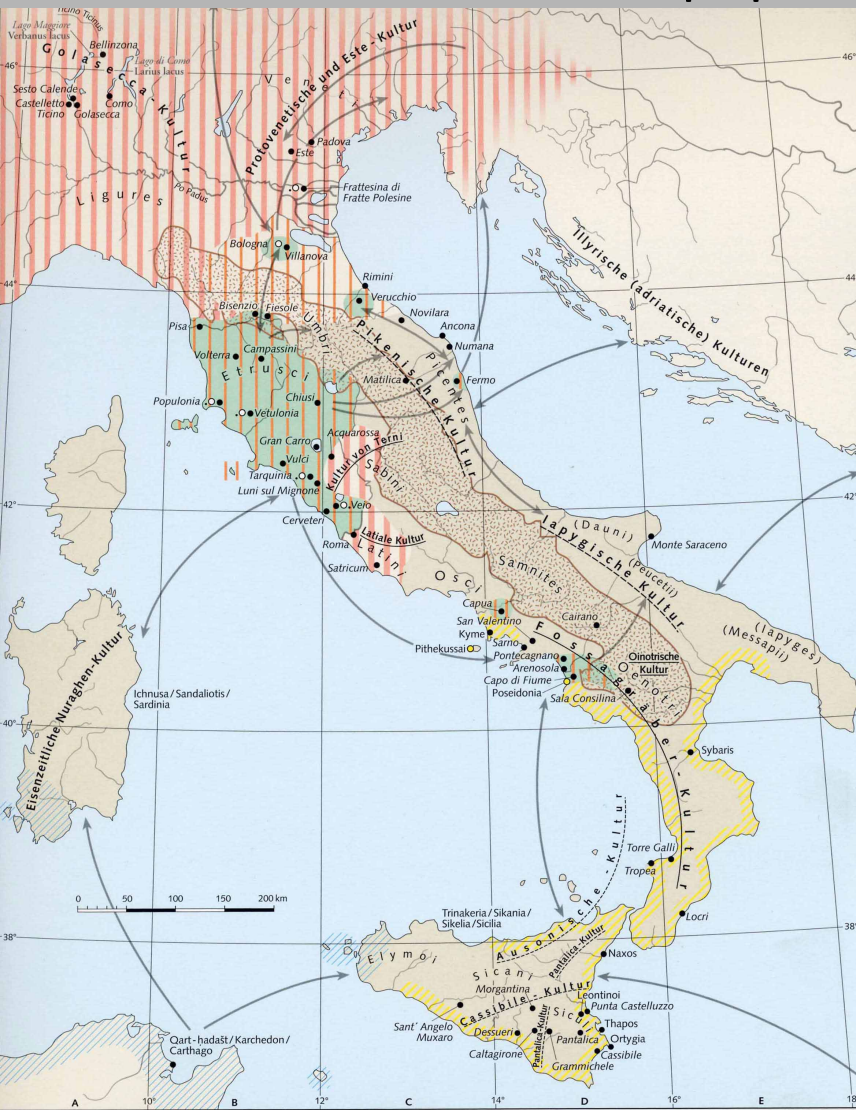 Ticino Ticinus
Lago Maggiore
Verbanus lacus
Bellinzona
Golasecca-Kultur
Lago di Como
Larius lacus
46°
Sesto Calende
Castelletto
Ticino
Golasecca
Como
Veneti
Protovenetische und Este-Kultur
Padova
Este
Po Padus
Ligures
Frattesina di
Fratte Polesine
Bologna
Villanova
Illyrische (adriatische) Kulturen
44°
44°
Rimini
Verucchio
Bisenzio
Fiesole
Novilara
Pisa
Umbri
Ancona
Numana
Pikenische Kultur
Picentes
Volterra
Campassini
Etrusci
Matilica
Fermo
Populonia
Chiusi
Vetulonia
Gran Carro
Acquarossa
Kultur von Terni
Vulci
Sabini
Tarquinia
Luni sul Mignone
42°
42°
Veio
Cerveteri
Roma
Latiale Kultur
Latini
Satricum
Osci
(Dauni)
Iapygische Kultur
Monte Saraceno
(Peucetii)
Samnites
(Iapyges)
(Messapii)
Capua
San Valentino
Kyme
Pithekussai
Sarno
Fossagräber-Kultur
Cairano
Pontecagnano
Arenosola
Capo di Fiume
Poseidonia
Sala Consilina
Oinotrische
Kultur
Oenotri
Eisenzeitliche Nuraghen-Kultur
Ichnusa/Sandaliotis/
Sardinia
40°
40°
Sybaris
Torre Galli
Tropea
Locri
0 50 100 150 200 km
Ausonische-Kultur
Trinakeria/Sikania/
Sikelia/Sicilia
38°
38°
Elymoi
Sicani
Pantalica-Kultur
Naxos
Morgantina
Cassibile-Kultur
Leontinoi
Punta Castelluzzo
Siculi
Sant' Angelo
Muxaro
Dessueri
Pantalica-Kultur
Pantalica
Thapos
Ortygia
Caltagirone
Cassibile
Grammichele
Qart-ḥadašt/Karchedon/
Carthago
A 10° B 12° C 14° D 16° E 18